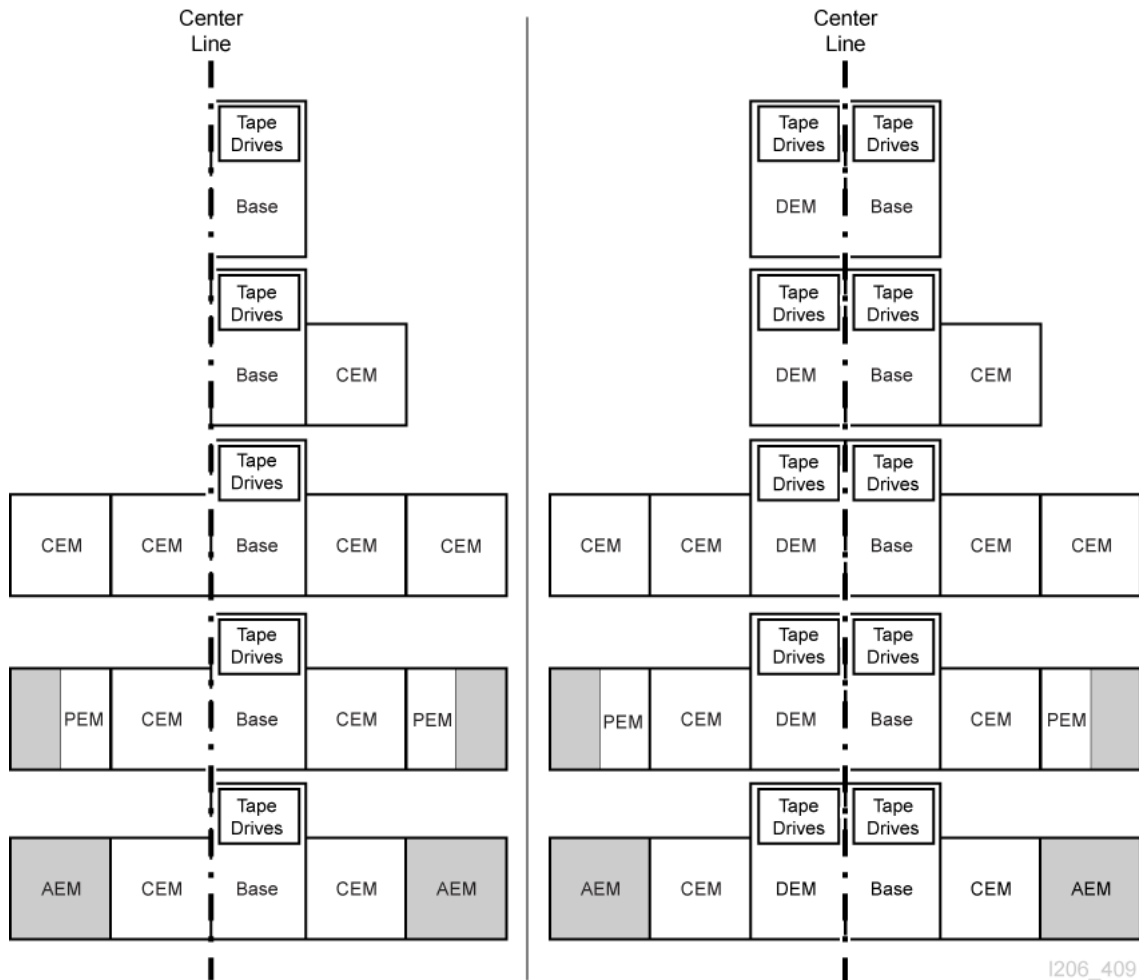 Center
Line
Tape
Drives
Base
Tape
Drives
Base
CEM
Tape
Drives
CEM
CEM
Base
CEM
CEM
Tape
Drives
PEM
CEM
Base
CEM
PEM
Tape
Drives
AEM
CEM
Base
CEM
AEM
Center
Line
Tape
Drives
Tape
Drives
DEM
Base
Tape
Drives
Tape
Drives
DEM
Base
CEM
Tape
Drives
Tape
Drives
CEM
CEM
DEM
Base
CEM
CEM
Tape
Drives
Tape
Drives
PEM
CEM
DEM
Base
CEM
PEM
Tape
Drives
Tape
Drives
AEM
CEM
DEM
Base
CEM
AEM
I206_409